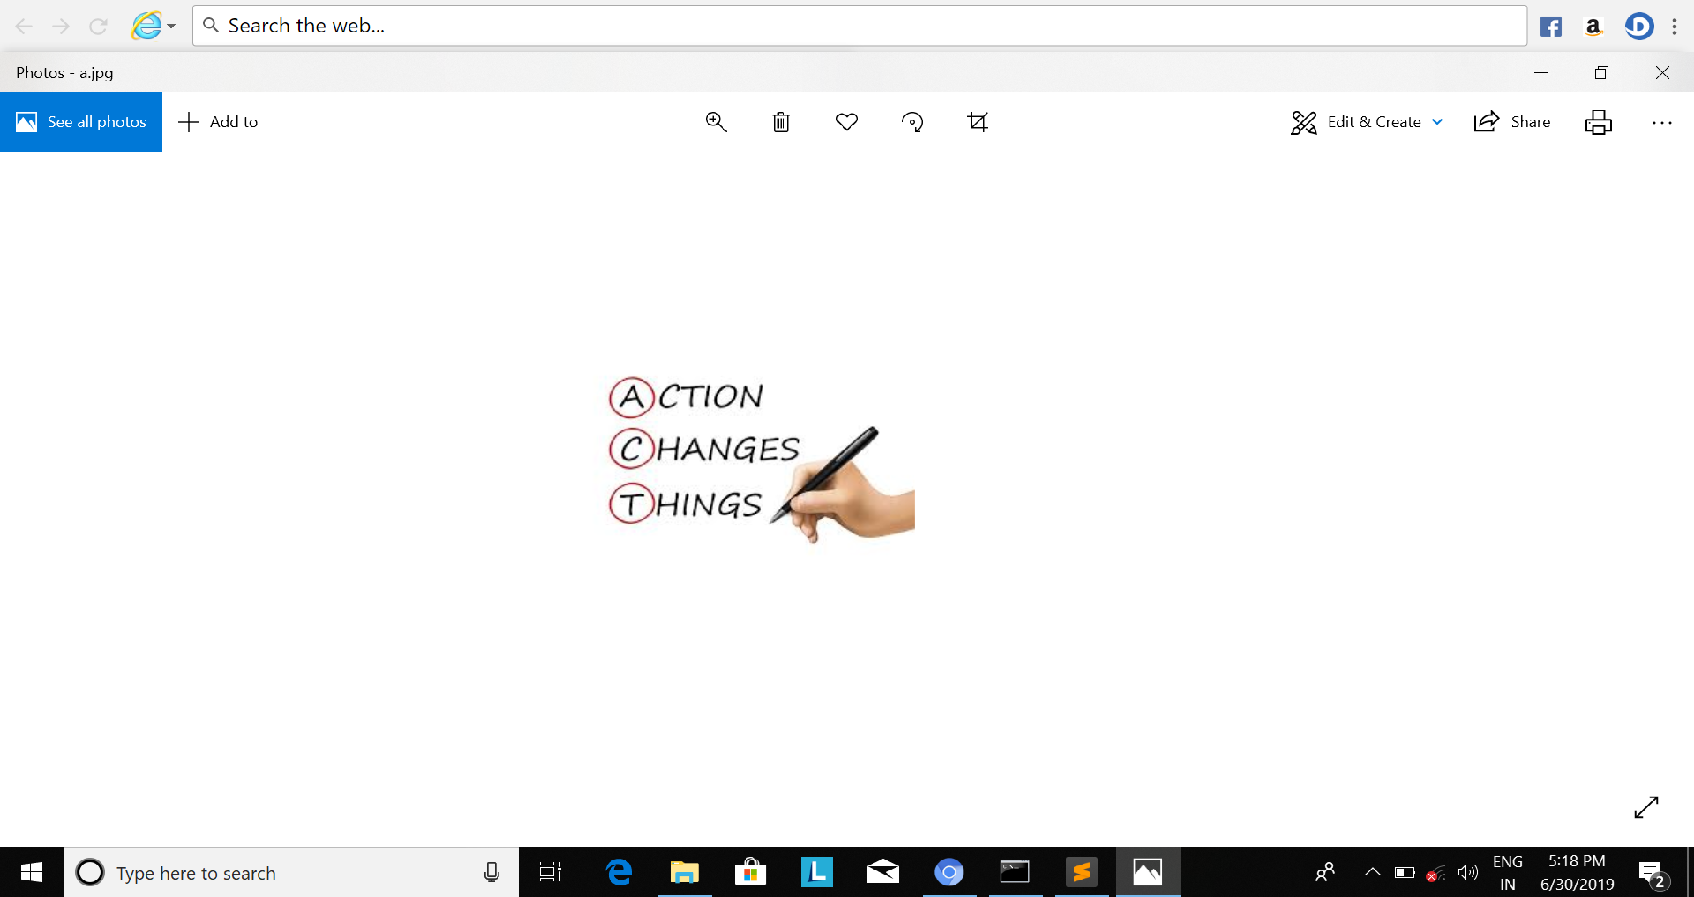 Search the web...
Photos - a.jpg
See all photos
Add to
Edit & Create
Share
ACTION
CHANGES
THINGS
Type here to search
ENG
IN
5:18 PM
6/30/2019
2